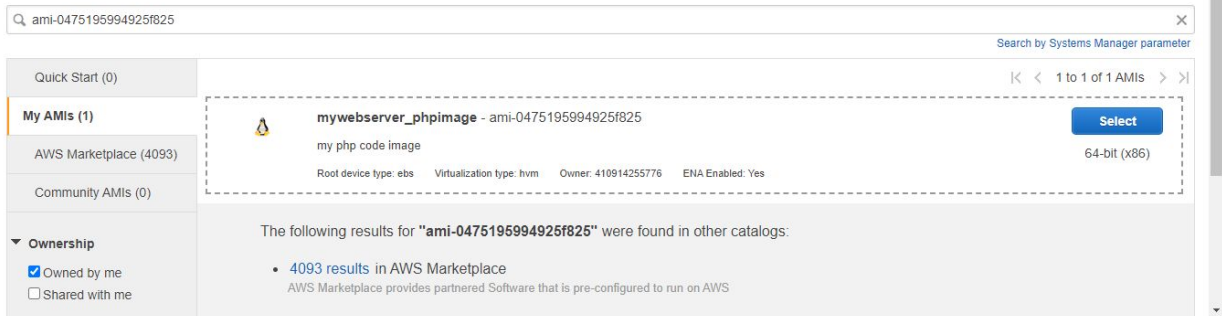 ami-0475195994925f825
Search by Systems Manager parameter
Quick Start (0)
1 to 1 of 1 AMIs
My AMIs (1)
mywebserver_phpimage - ami-0475195994925f825
Select
my php code image
64-bit (x86)
AWS Marketplace (4093)
Root device type: ebs Virtualization type: hvm Owner: 410914255776 ENA Enabled: Yes
Community AMIs (0)
The following results for "ami-0475195994925f825" were found in other catalogs:
Ownership
4093 results in AWS Marketplace
Owned by me
AWS Marketplace provides partnered Software that is pre-configured to run on AWS
Shared with me